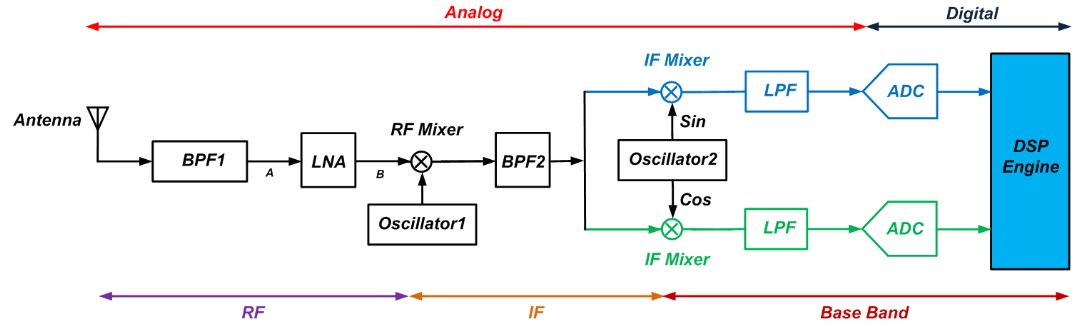 Analog
Digital
IF Mixer
LPF
ADC
Antenna
RF Mixer
Sin
BPF1
A
LNA
B
BPF2
Oscillator2
DSP
Engine
Oscillator1
Cos
LPF
ADC
IF Mixer
RF
IF
Base Band